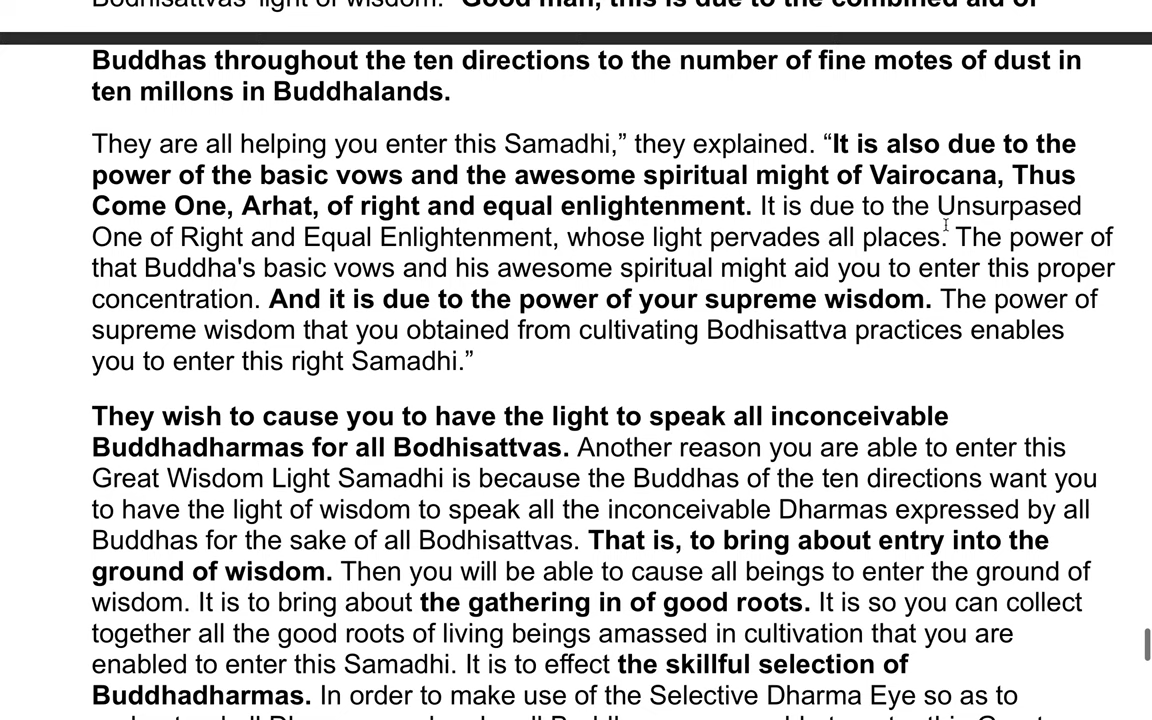 Bodhisattvas' light of wisdom. "Good man, this is due to the combined aid of
Buddhas throughout the ten directions to the number of fine motes of dust in
ten millons in Buddhalands.
They are all helping you enter this Samadhi,” they explained. “It is also due to the
power of the basic vows and the awesome spiritual might of Vairocana, Thus
Come One, Arhat, of right and equal enlightenment. It is due to the Unsurpased
One of Right and Equal Enlightenment, whose light pervades all places. The power of
that Buddha's basic vows and his awesome spiritual might aid you to enter this proper
concentration. And it is due to the power of your supreme wisdom. The power of
supreme wisdom that you obtained from cultivating Bodhisattva practices enables
you to enter this right Samadhi.”
They wish to cause you to have the light to speak all inconceivable
Buddhadharmas for all Bodhisattvas. Another reason you are able to enter this
Great Wisdom Light Samadhi is because the Buddhas of the ten directions want you
to have the light of wisdom to speak all the inconceivable Dharmas expressed by all
Buddhas for the sake of all Bodhisattvas. That is, to bring about entry into the
ground of wisdom. Then you will be able to cause all beings to enter the ground of
wisdom. It is to bring about the gathering in of good roots. It is so you can collect
together all the good roots of living beings amassed in cultivation that you are
enabled to enter this Samadhi. It is to effect the skillful selection of
Buddhadharmas. In order to make use of the Selective Dharma Eye so as to